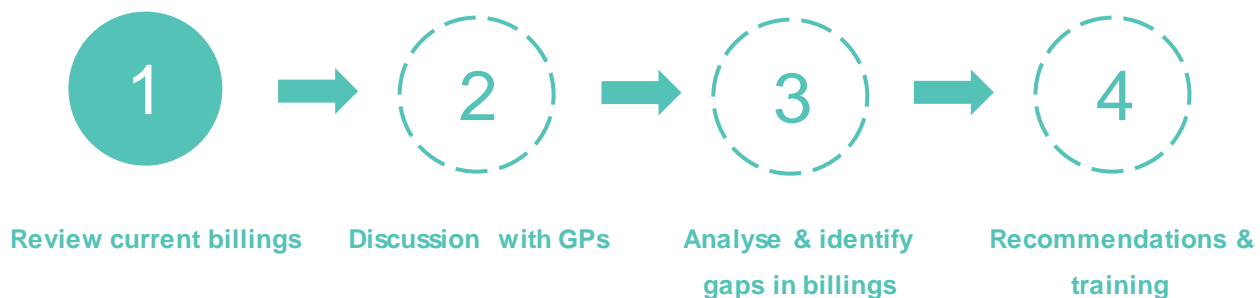 1
2
3
4
Review current billings
Discussion with GPs
Analyse & identify
gaps in billings
Recommendations &
training